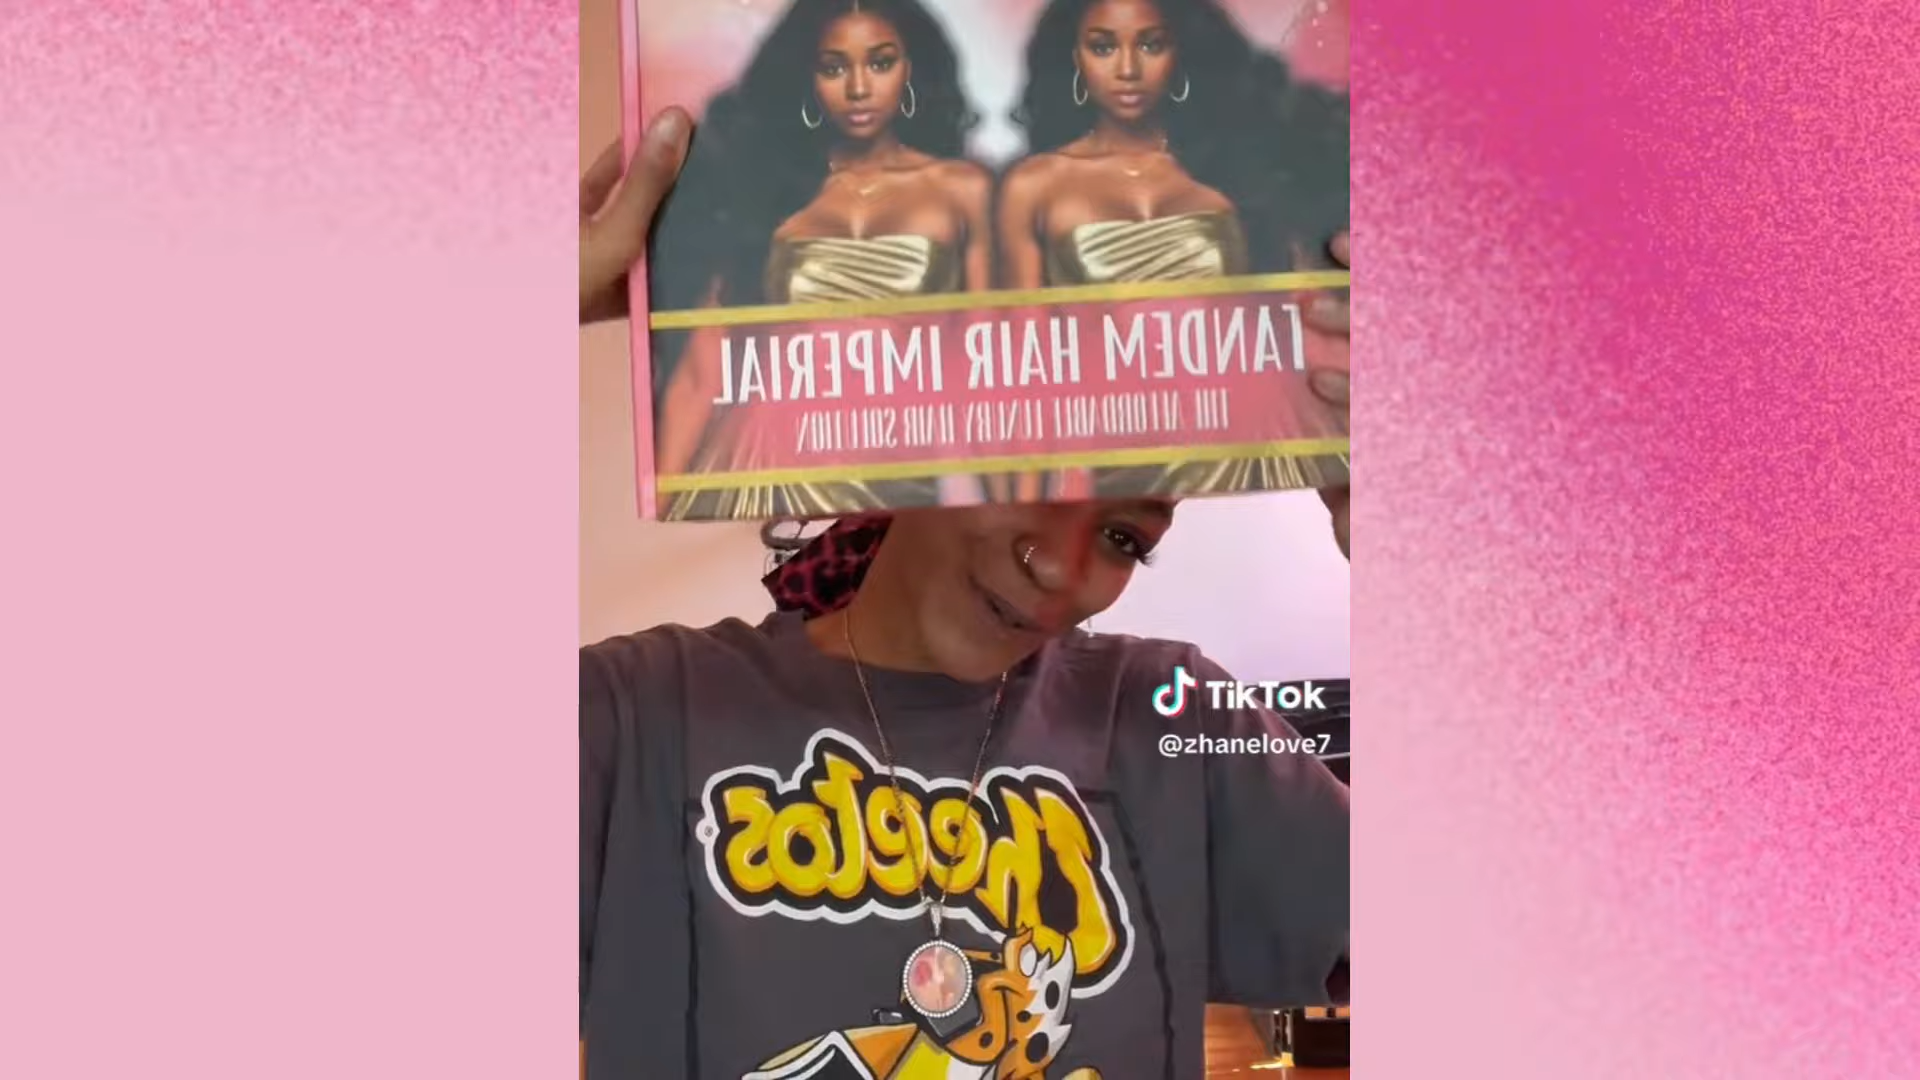 TANDEM HAIR IMPERIAL
THE AFFORDABLE LUXURY HAIR SOLUTION
TikTok
@zhanelove7
Cheetos